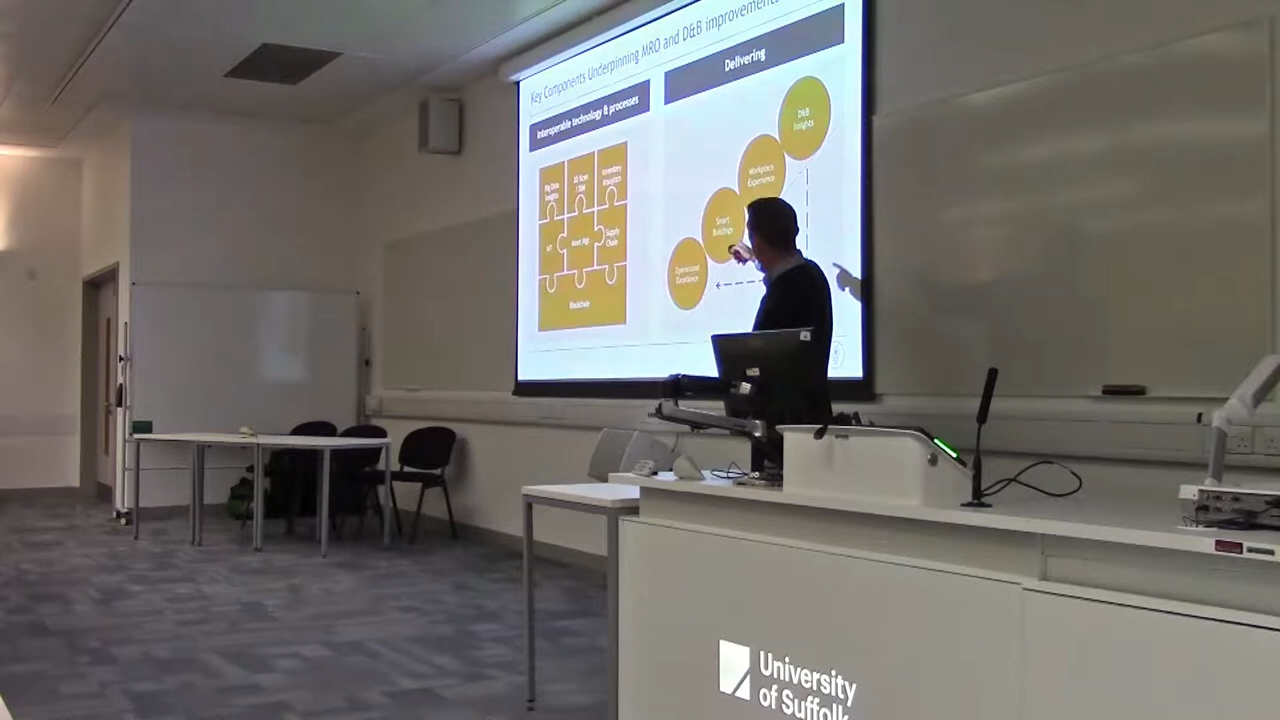 Key Components Underpinning MRO and D&B improvements
Interoperable technology & processes
Delivering
Big Data
Insights
3D Scan
/ BIM
Inventory
Analytics
IoT
Asset Mgt
Supply
Chain
Blockchain
D&B
Insights
Workplace
Experience
Smart
Buildings
Operational
Excellence
University
of Suffolk